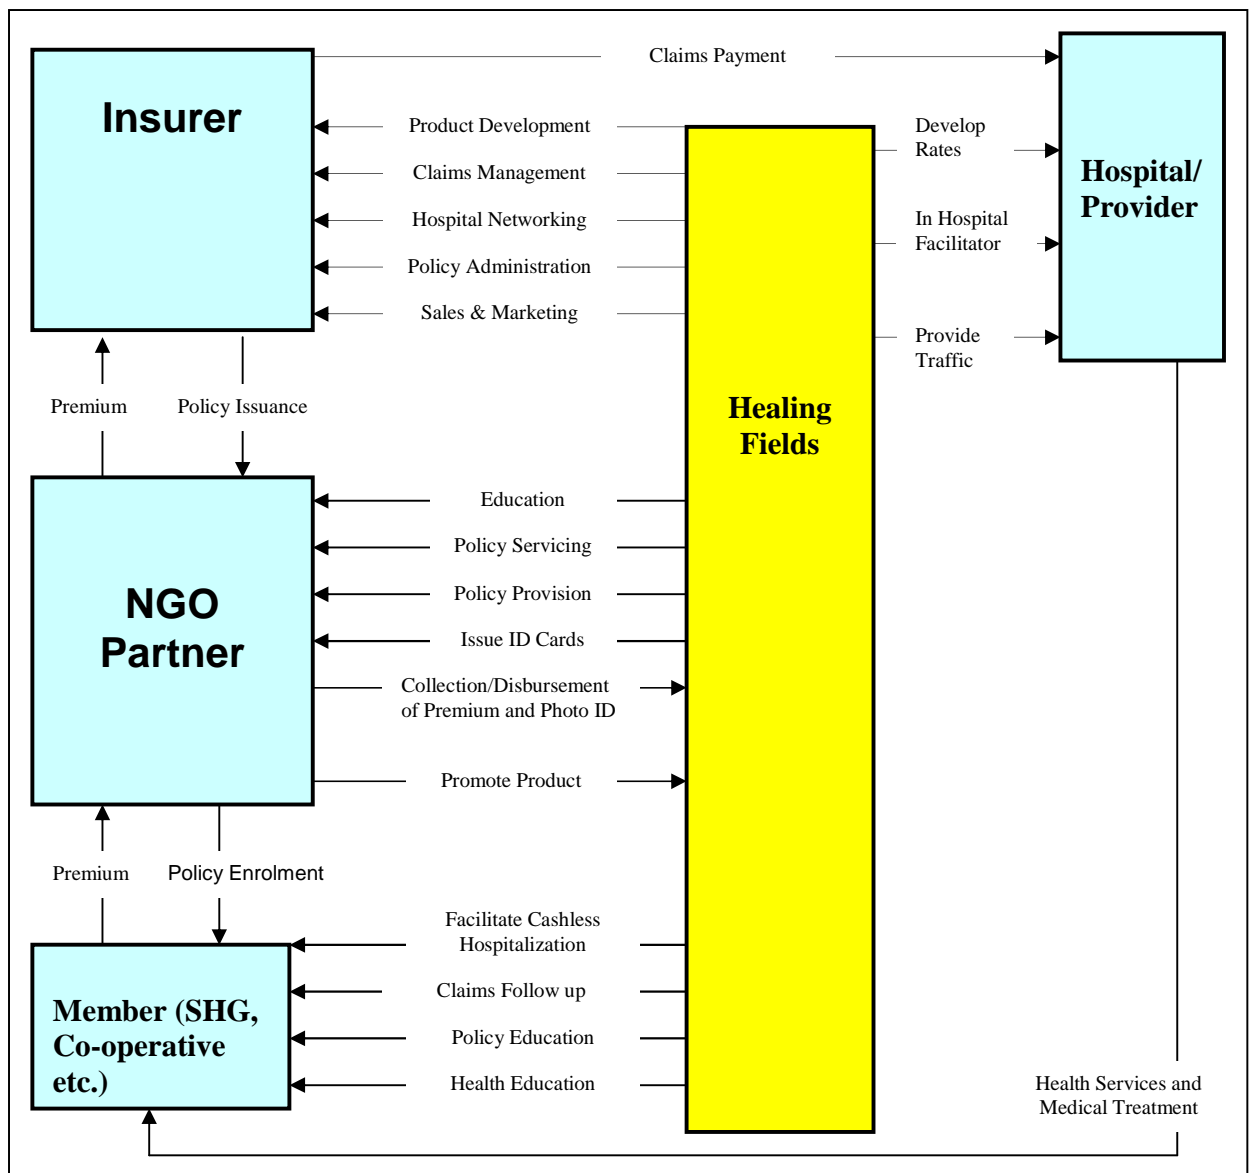 Claims Payment
Insurer
Product Development
Claims Management
Hospital Networking
Policy Administration
Sales & Marketing
Develop
Rates
In Hospital
Facilitator
Provide
Traffic
Hospital/
Provider
Premium
Policy Issuance
Healing
Fields
NGO
Partner
Education
Policy Servicing
Policy Provision
Issue ID Cards
Collection/Disbursement
of Premium and Photo ID
Promote Product
Premium
Policy Enrolment
Member (SHG,
Co-operative
etc.)
Facilitate Cashless
Hospitalization
Claims Follow up
Policy Education
Health Education
Health Services and
Medical Treatment